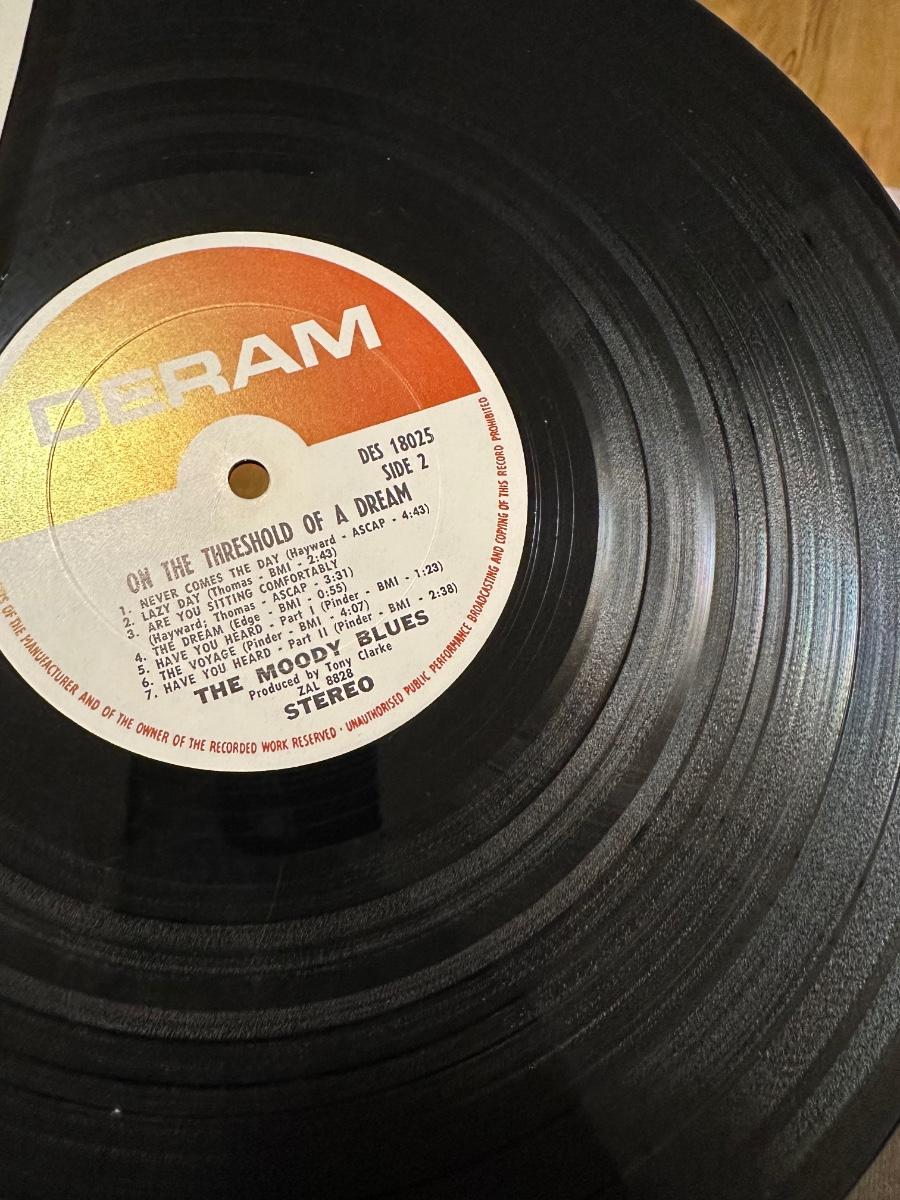 DERAM
DES 18025
SIDE 2
ON THE THRESHOLD OF A DREAM
1. NEVER COMES THE DAY (Hayward - ASCAP - 4:43)
2. LAZY DAY (Thomas - BMI - 2:43)
3. ARE YOU SITTING COMFORTABLY
(Hayward; Thomas - ASCAP - 3:31)
4. THE DREAM (Edge - BMI - 0:55)
5. HAVE YOU HEARD - Part I (Pinder - BMI - 1:23)
6. THE VOYAGE (Pinder - BMI - 4:07)
7. HAVE YOU HEARD - Part II (Pinder - BMI - 2:38)
THE MOODY BLUES
Produced by Tony Clarke
ZAL 8828
STEREO
OF THE MANUFACTURER AND OF THE OWNER OF THE RECORDED WORK RESERVED · UNAUTHORISED PUBLIC PERFORMANCE BROADCASTING AND COPYING OF THIS RECORD PROHIBITED